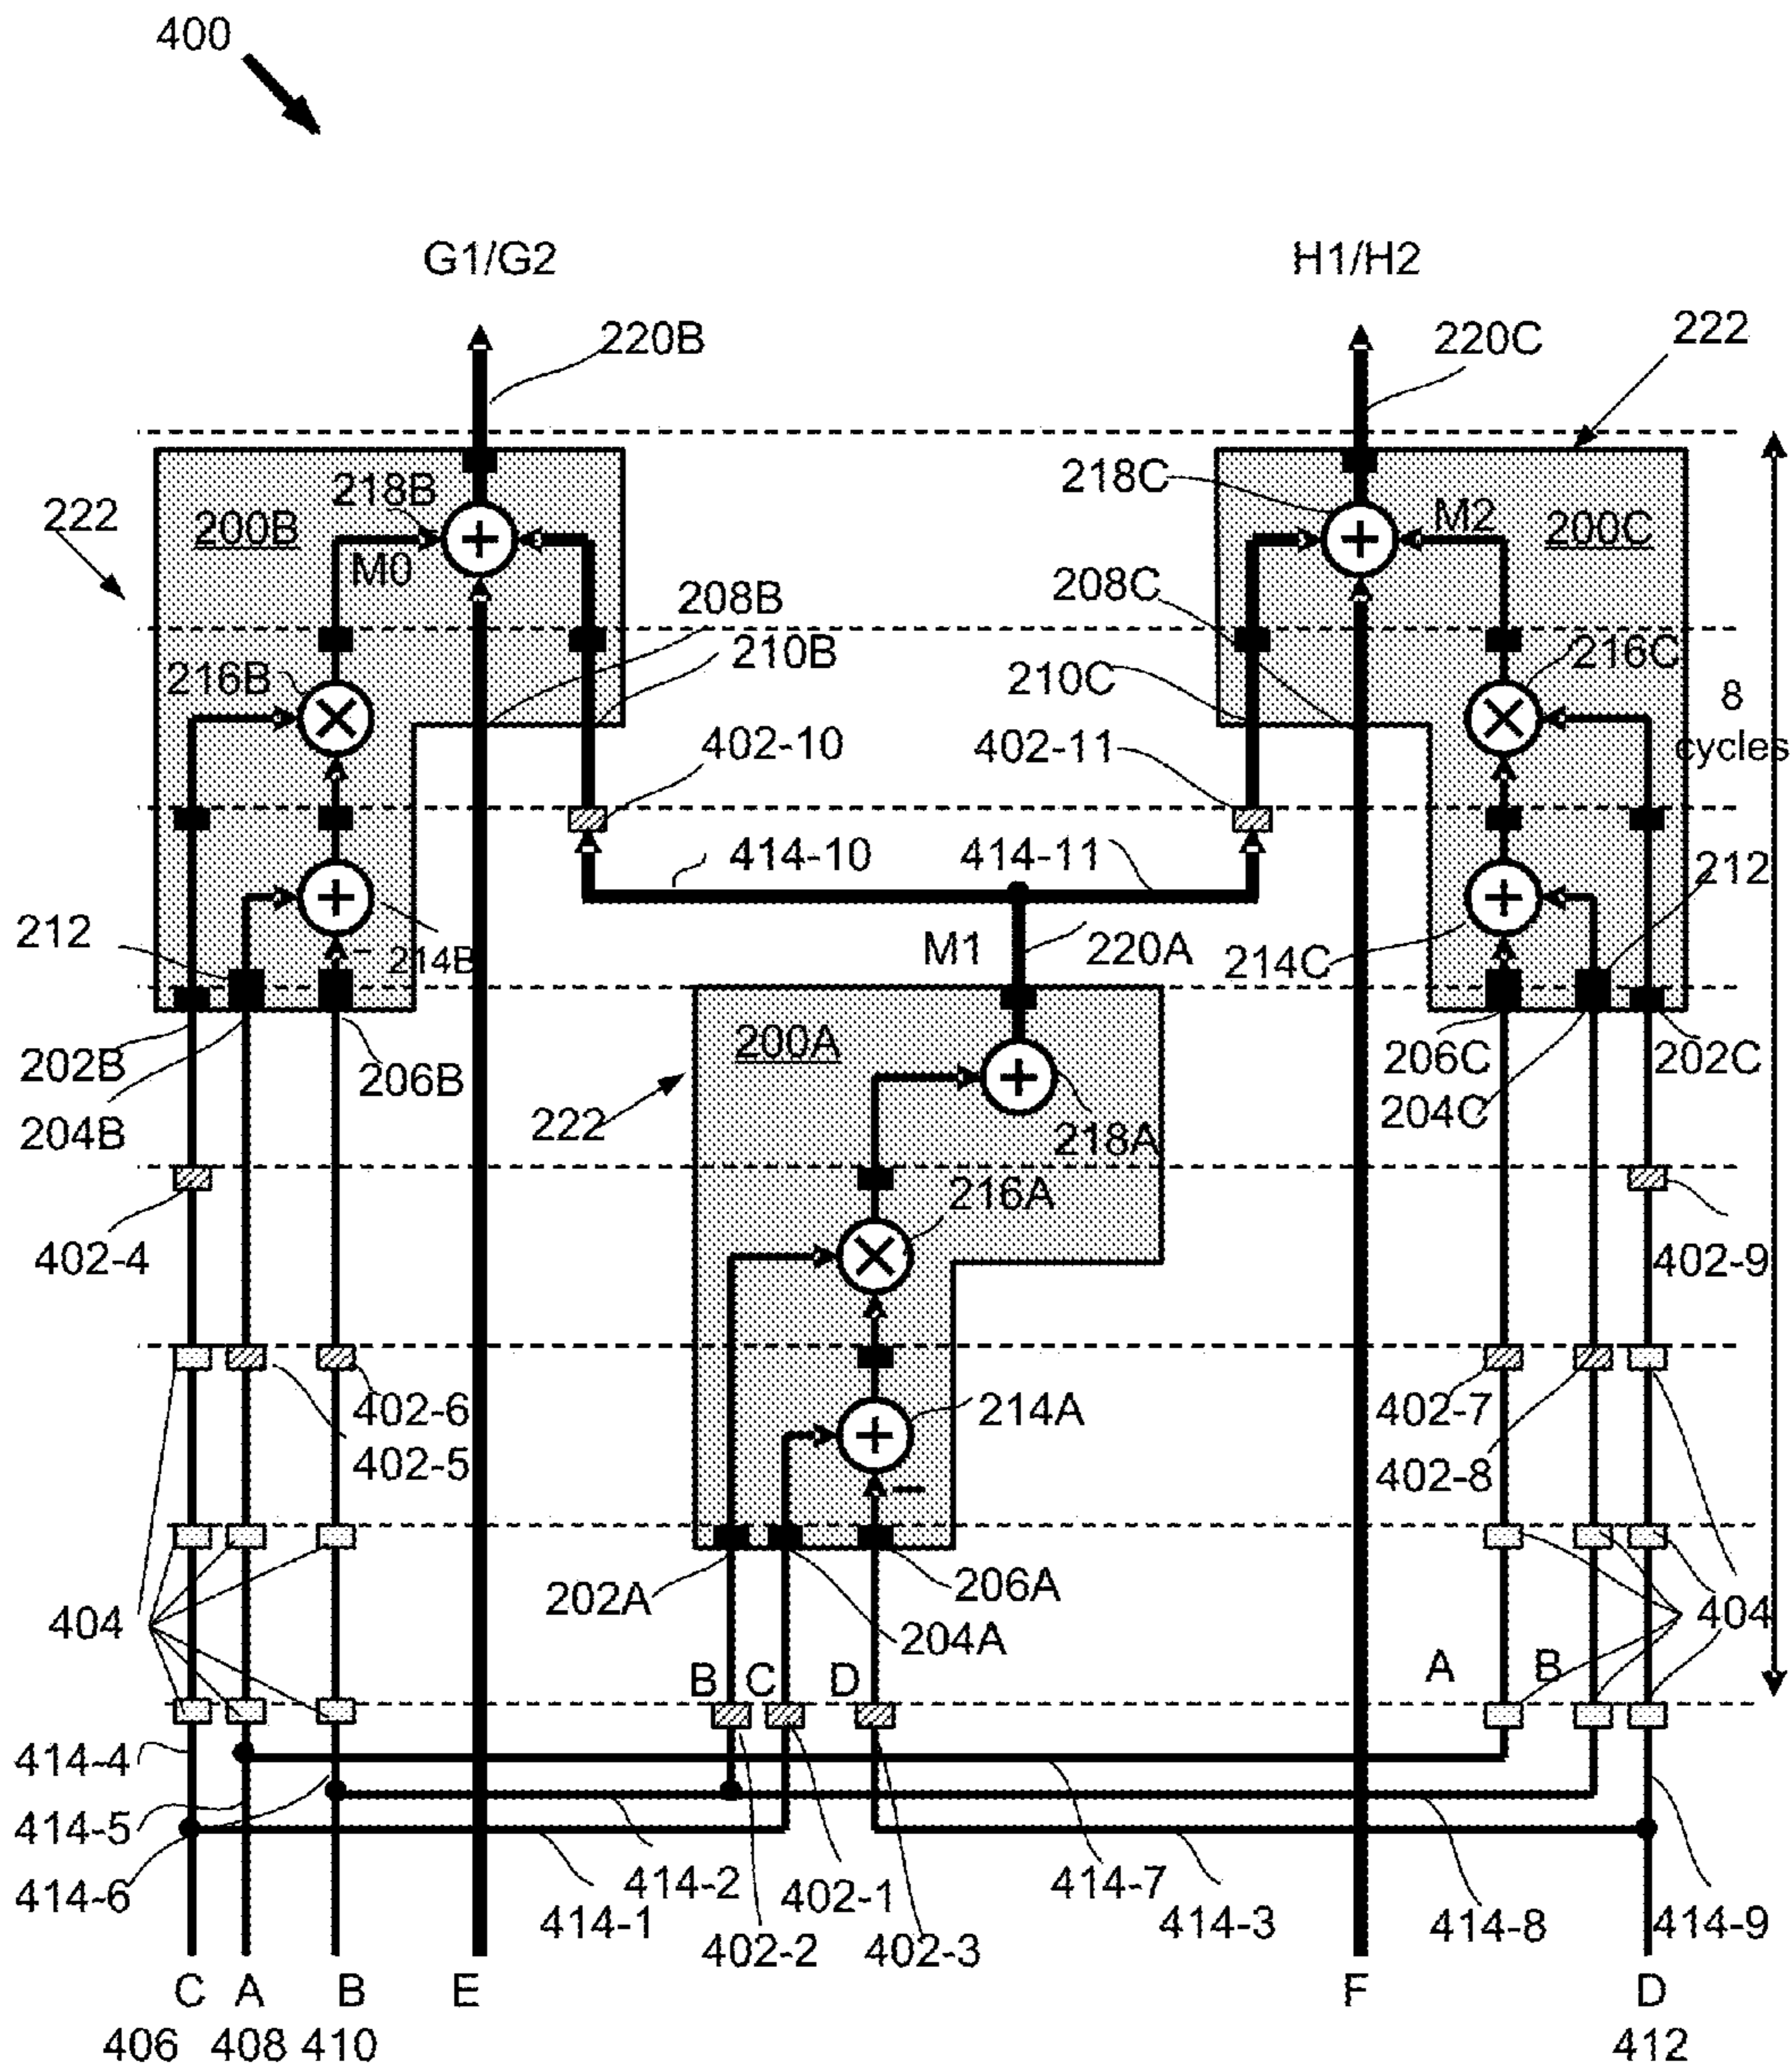 400
G1/G2 H1/H2
220B 220C 222
218B 218C
222 200B M2 200C
M0
208B 208C
210B 216C
216B 210C 8
402-10 402-11 cycles
414-10 414-11
212 212
- 214B M1 220A 214C
200A
202B 206B 206C 202C
204B 222 204C
218A
216A
402-4 402-9
402-6 214A 402-7
402-5 402-8
202A 206A
404 204A 404
B C D A B
414-4
414-5
414-6 414-2 402-1 414-7
414-1 402-2 402-3 414-3 414-8 414-9
C A B E F D
406 408 410 412